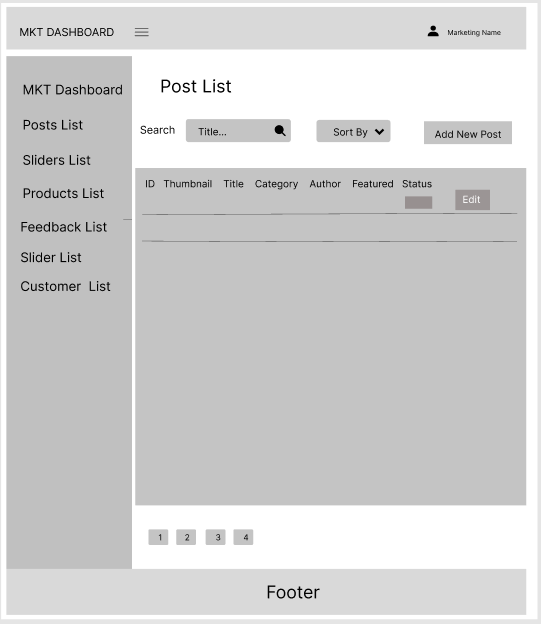 MKT DASHBOARD
Marketing Name
MKT Dashboard
Posts List
Sliders List
Products List
Feedback List
Slider List
Customer List
Post List
Search Title... Sort By Add New Post
ID Thumbnail Title Category Author Featured Status
Edit
1 2 3 4
Footer